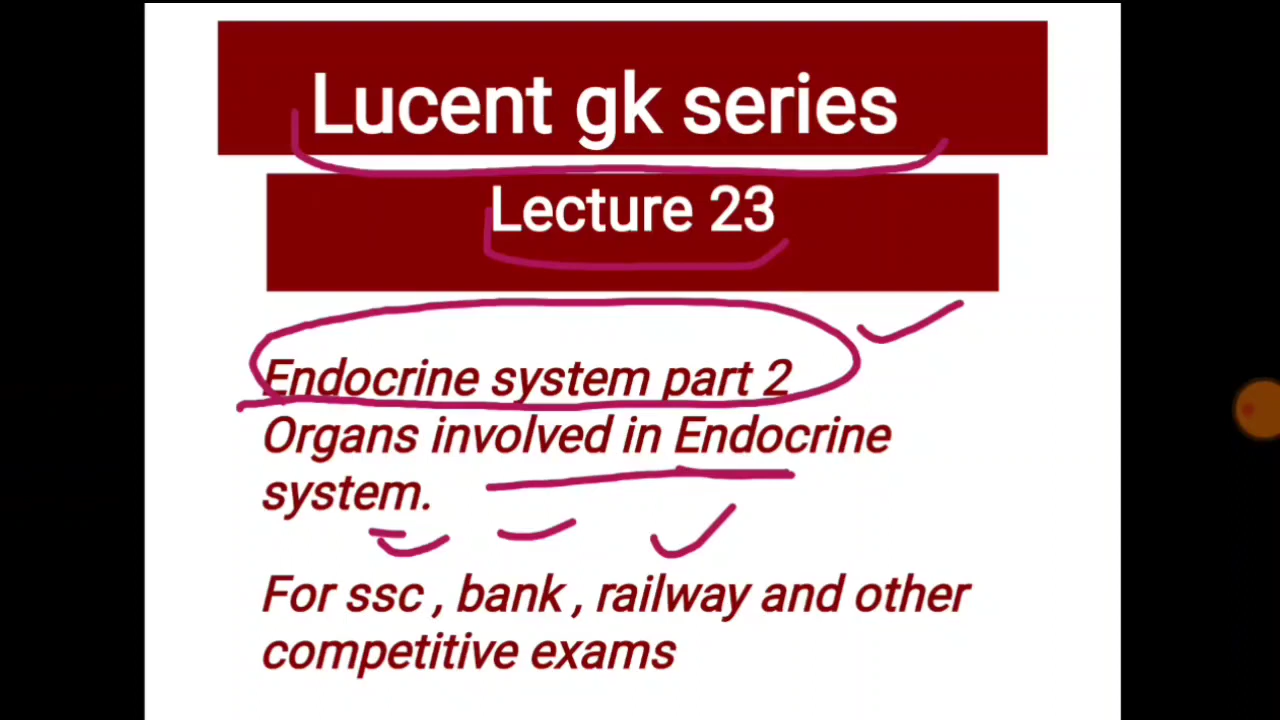 Lucent gk series
Lecture 23
Endocrine system part 2
Organs involved in Endocrine
system.
For ssc , bank , railway and other
competitive exams